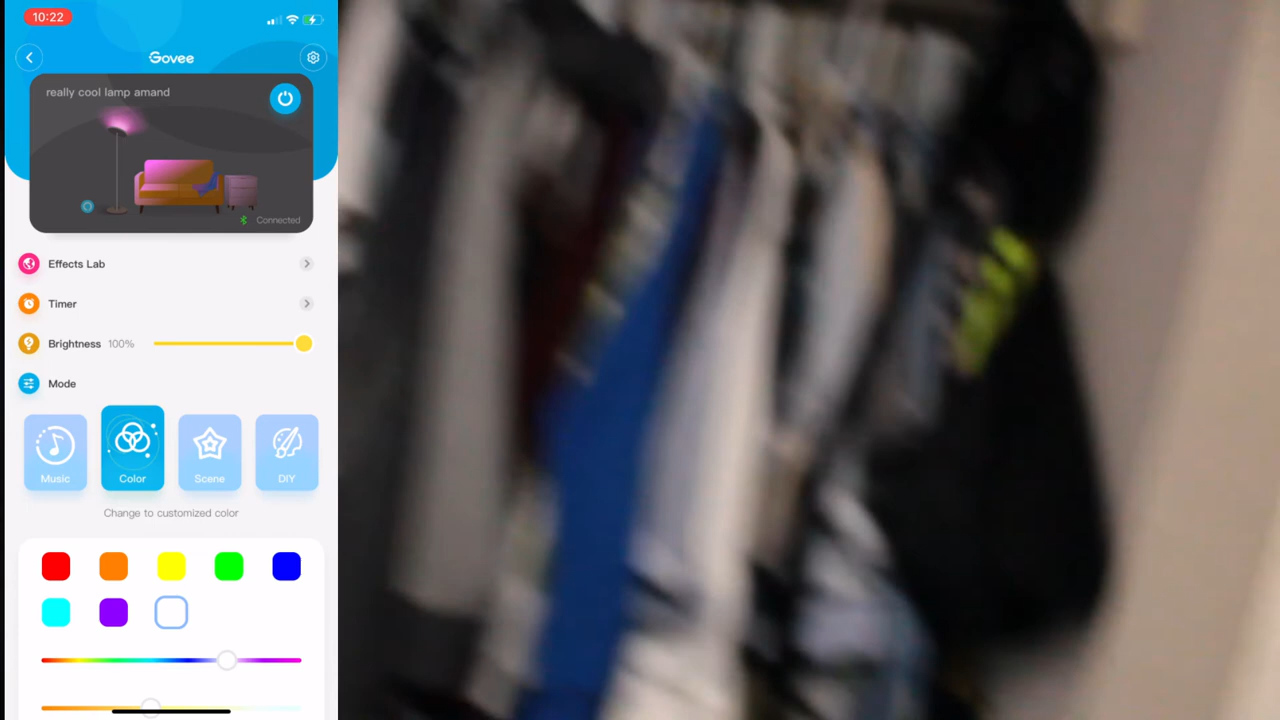 10:22
Govee
really cool lamp amand
Connected
Effects Lab
Timer
Brightness 100%
Mode
Music Color Scene DIY
Change to customized color